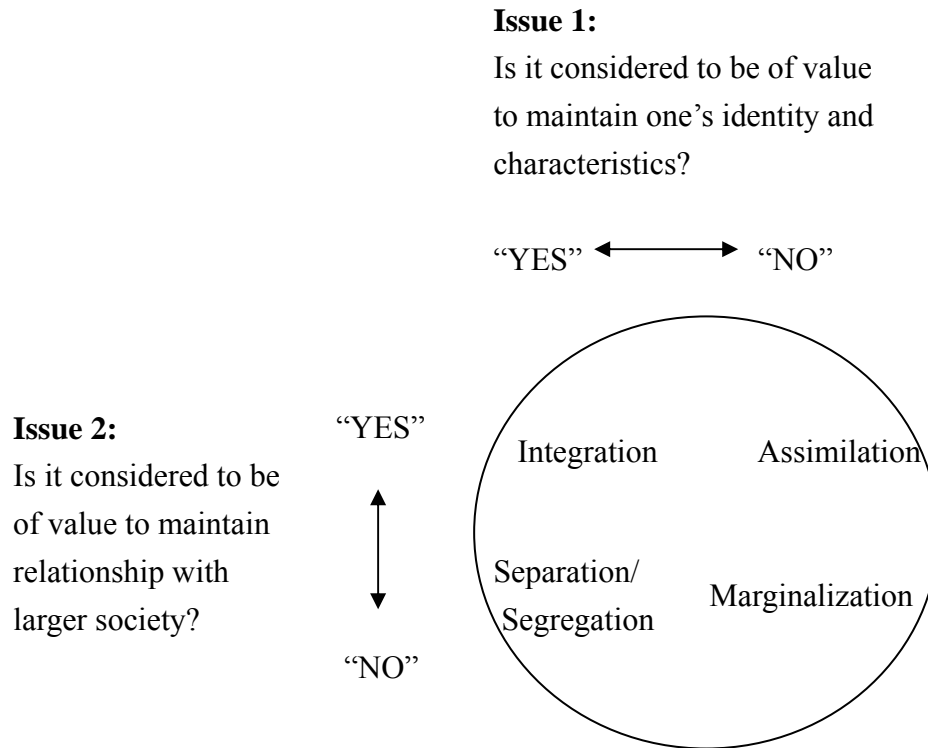 Issue 1:
Is it considered to be of value
to maintain one’s identity and
characteristics?
“YES” “NO”
Issue 2:
Is it considered to be
of value to maintain
relationship with
larger society?
“YES”
“NO”
Integration Assimilation
Separation/
Segregation
Marginalization